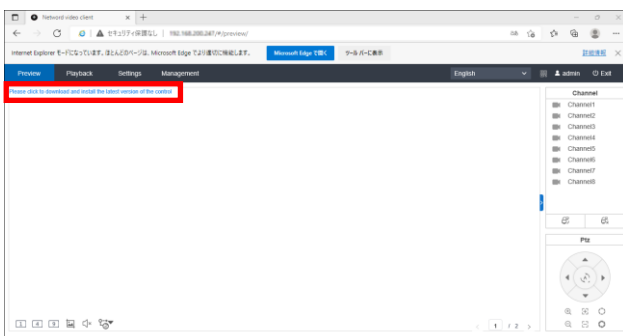 Netword video client
セキュリティ保護なし | 192.168.200.247/#/preview/
Internet Explorer モードになっています。ほとんどのページは、Microsoft Edge でより適切に機能します。 Microsoft Edge で開く ツール バーに表示 詳細情報
Preview Playback Settings Management English admin Exit
Please click to download and install the latest version of the control
Channel
Channel1
Channel2
Channel3
Channel4
Channel5
Channel6
Channel7
Channel8
Ptz
1 4 9
1 / 2